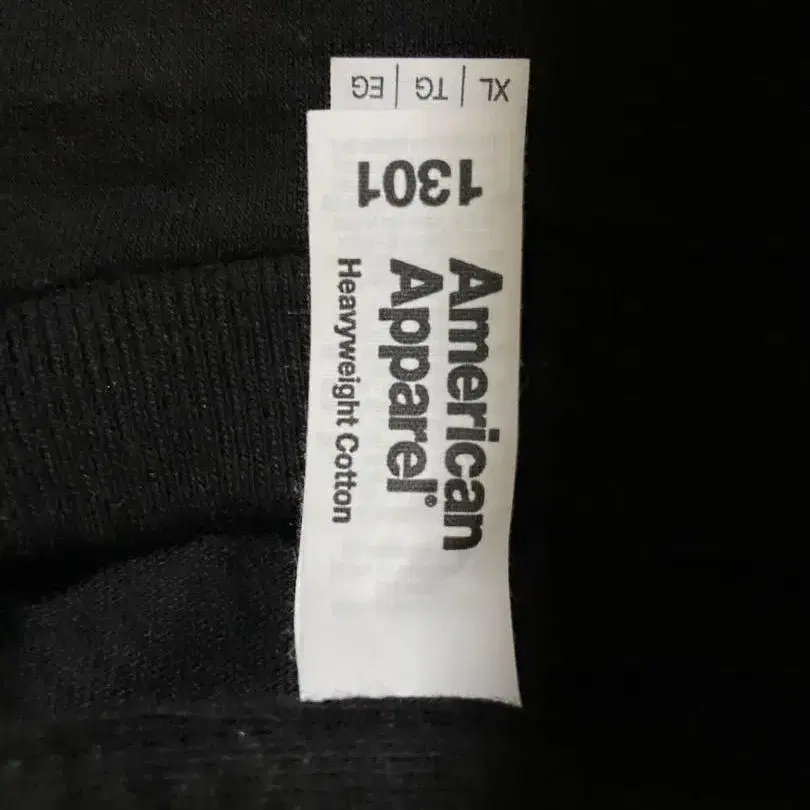 XL | TG | EG
1301
American
Apparel®
Heavyweight Cotton